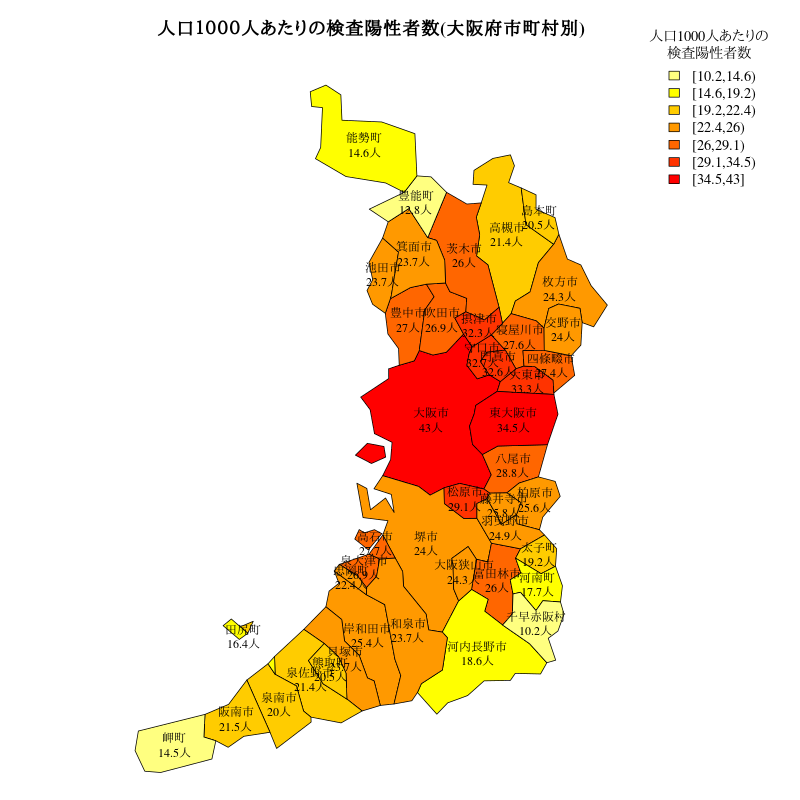 人口1000人あたりの検査陽性者数(大阪府市町村別)
人口1000人あたりの
検査陽性者数
[10.2,14.6)
[14.6,19.2)
[19.2,22.4)
[22.4,26)
[26,29.1)
[29.1,34.5)
[34.5,43]
能勢町
14.6人
豊能町
12.8人
島本町
20.5人
高槻市
21.4人
茨木市
26人
箕面市
23.7人
池田市
23.7人
枚方市
24.3人
豊中市
27人
吹田市
26.9人
摂津市
32.3人
寝屋川市
27.6人
交野市
24人
守口市
32.7人
門真市
32.6人
四條畷市
27.4人
大東市
33.3人
大阪市
43人
東大阪市
34.5人
八尾市
28.8人
松原市
29.1人
藤井寺市
25.8人
柏原市
25.6人
羽曳野市
24.9人
高石市
27.7人
堺市
24人
太子町
19.2人
泉大津市
26.9人
忠岡町
22.4人
大阪狭山市
24.3人
富田林市
26人
河南町
17.7人
千早赤阪村
10.2人
田尻町
16.4人
岸和田市
25.4人
和泉市
23.7人
河内長野市
18.6人
貝塚市
23.7人
熊取町
20.5人
泉佐野市
21.4人
泉南市
20人
阪南市
21.5人
岬町
14.5人